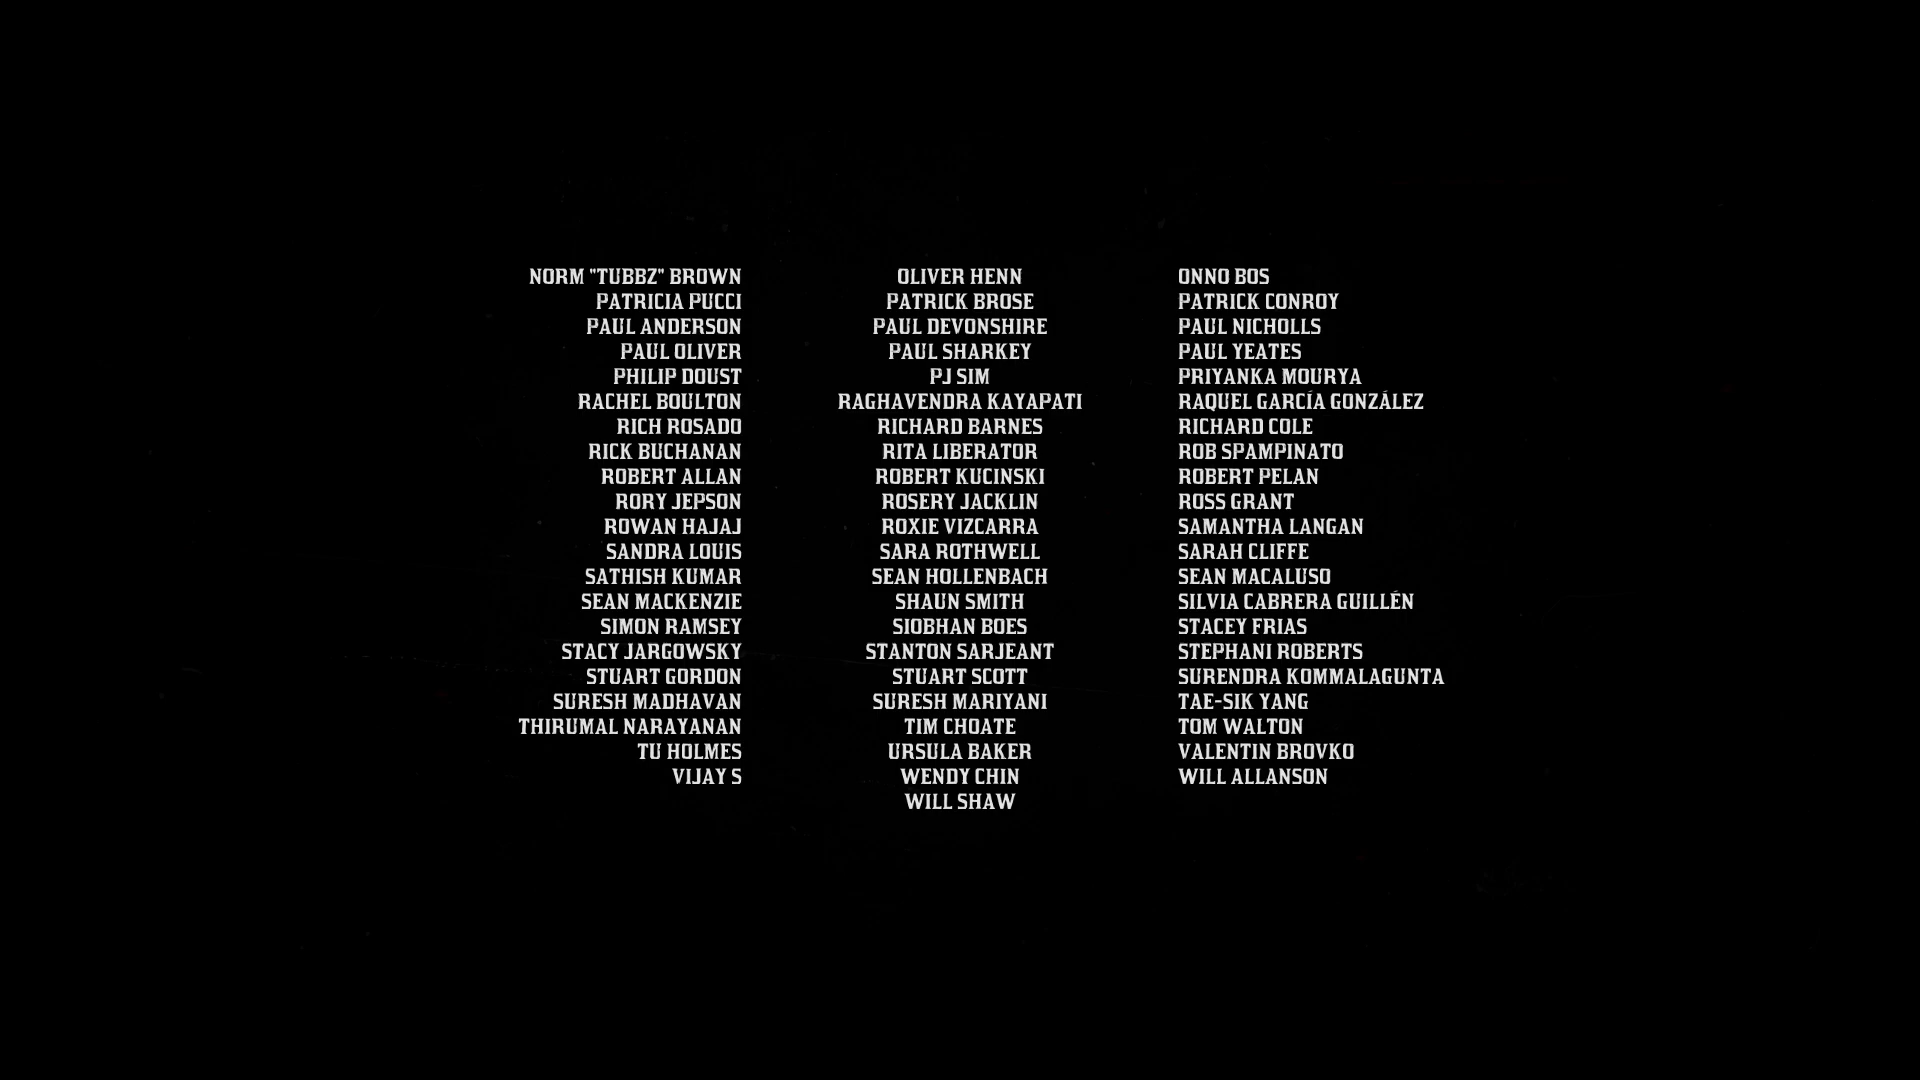 NORM "TUBBZ" BROWN OLIVER HENN ONNO BOS
PATRICIA PUCCI PATRICK BROSE PATRICK CONROY
PAUL ANDERSON PAUL DEVONSHIRE PAUL NICHOLLS
PAUL OLIVER PAUL SHARKEY PAUL YEATES
PHILIP DOUST PJ SIM PRIYANKA MOURYA
RACHEL BOULTON RAGHAVENDRA KAYAPATI RAQUEL GARCÍA GONZÁLEZ
RICH ROSADO RICHARD BARNES RICHARD COLE
RICK BUCHANAN RITA LIBERATOR ROB SPAMPINATO
ROBERT ALLAN ROBERT KUCINSKI ROBERT PELAN
RORY JEPSON ROSERY JACKLIN ROSS GRANT
ROWAN HAJAJ ROXIE VIZCARRA SAMANTHA LANGAN
SANDRA LOUIS SARA ROTHWELL SARAH CLIFFE
SATHISH KUMAR SEAN HOLLENBACH SEAN MACALUSO
SEAN MACKENZIE SHAUN SMITH SILVIA CABRERA GUILLÉN
SIMON RAMSEY SIOBHAN BOES STACEY FRIAS
STACY JARGOWSKY STANTON SARJEANT STEPHANI ROBERTS
STUART GORDON STUART SCOTT SURENDRA KOMMALAGUNTA
SURESH MADHAVAN SURESH MARIYANI TAE-SIK YANG
THIRUMAL NARAYANAN TIM CHOATE TOM WALTON
TU HOLMES URSULA BAKER VALENTIN BROVKO
VIJAY S WENDY CHIN WILL ALLANSON
WILL SHAW